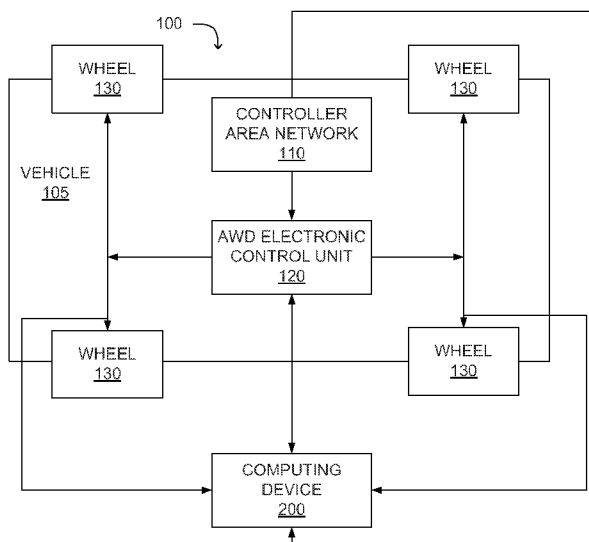 100
WHEEL
130
WHEEL
130
CONTROLLER
AREA NETWORK
110
VEHICLE
105
AWD ELECTRONIC
CONTROL UNIT
120
WHEEL
130
WHEEL
130
COMPUTING
DEVICE
200